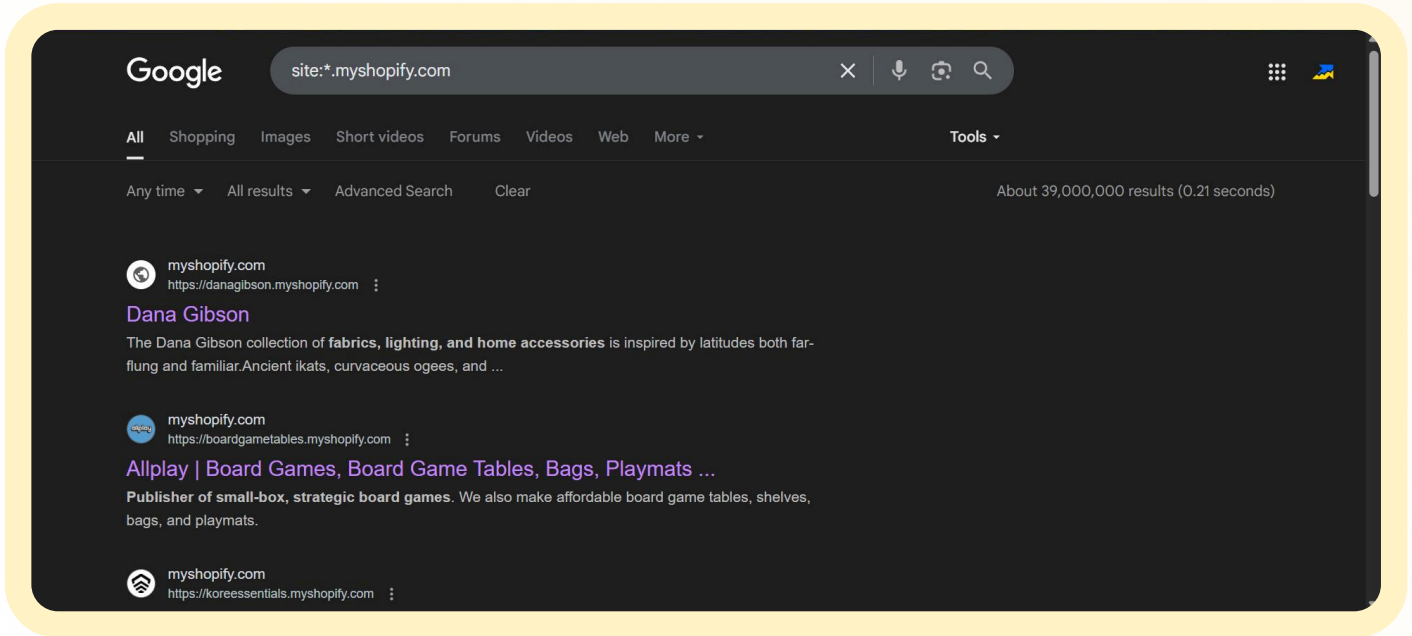 Google
site:*.myshopify.com
All Shopping Images Short videos Forums Videos Web More Tools
Any time All results Advanced Search Clear About 39,000,000 results (0.21 seconds)
myshopify.com
https://danagibson.myshopify.com
Dana Gibson
The Dana Gibson collection of fabrics, lighting, and home accessories is inspired by latitudes both far-
flung and familiar.Ancient ikats, curvaceous ogees, and ...
allplay
myshopify.com
https://boardgametables.myshopify.com
Allplay | Board Games, Board Game Tables, Bags, Playmats ...
Publisher of small-box, strategic board games. We also make affordable board game tables, shelves,
bags, and playmats.
myshopify.com
https://koreessentials.myshopify.com